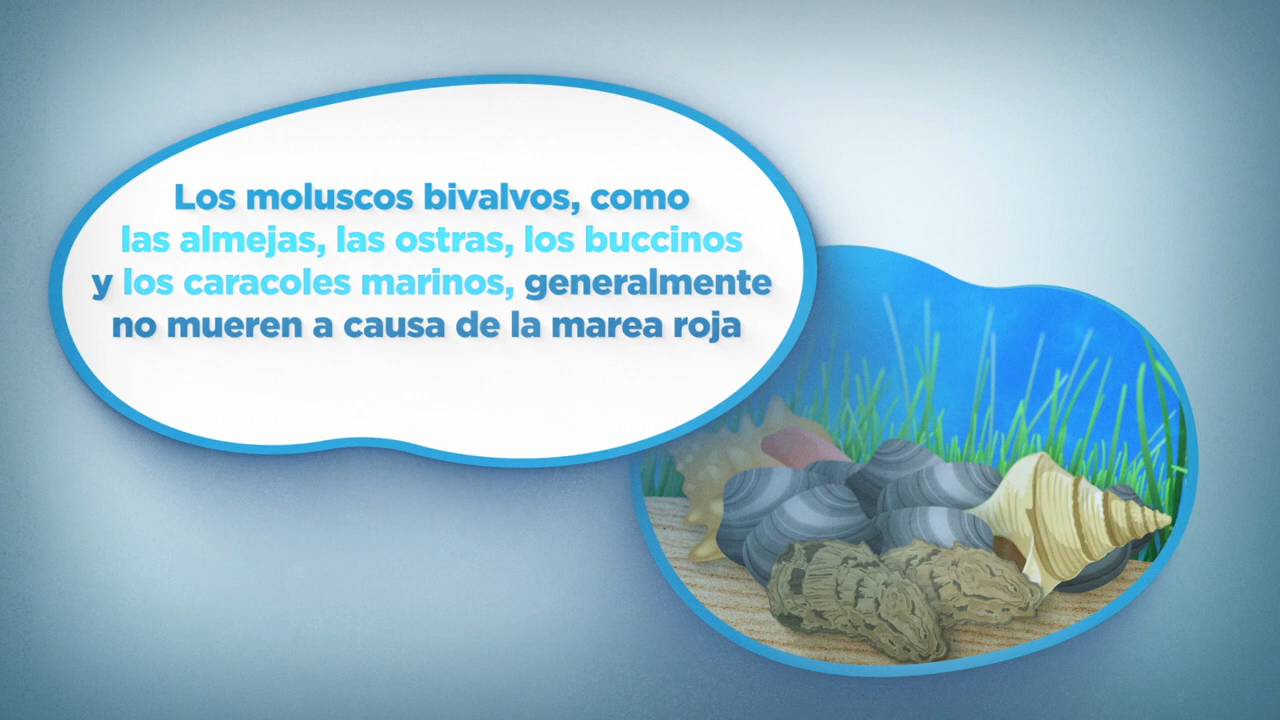 Los moluscos bivalvos, como
las almejas, las ostras, los buccinos
y los caracoles marinos, generalmente
no mueren a causa de la marea roja